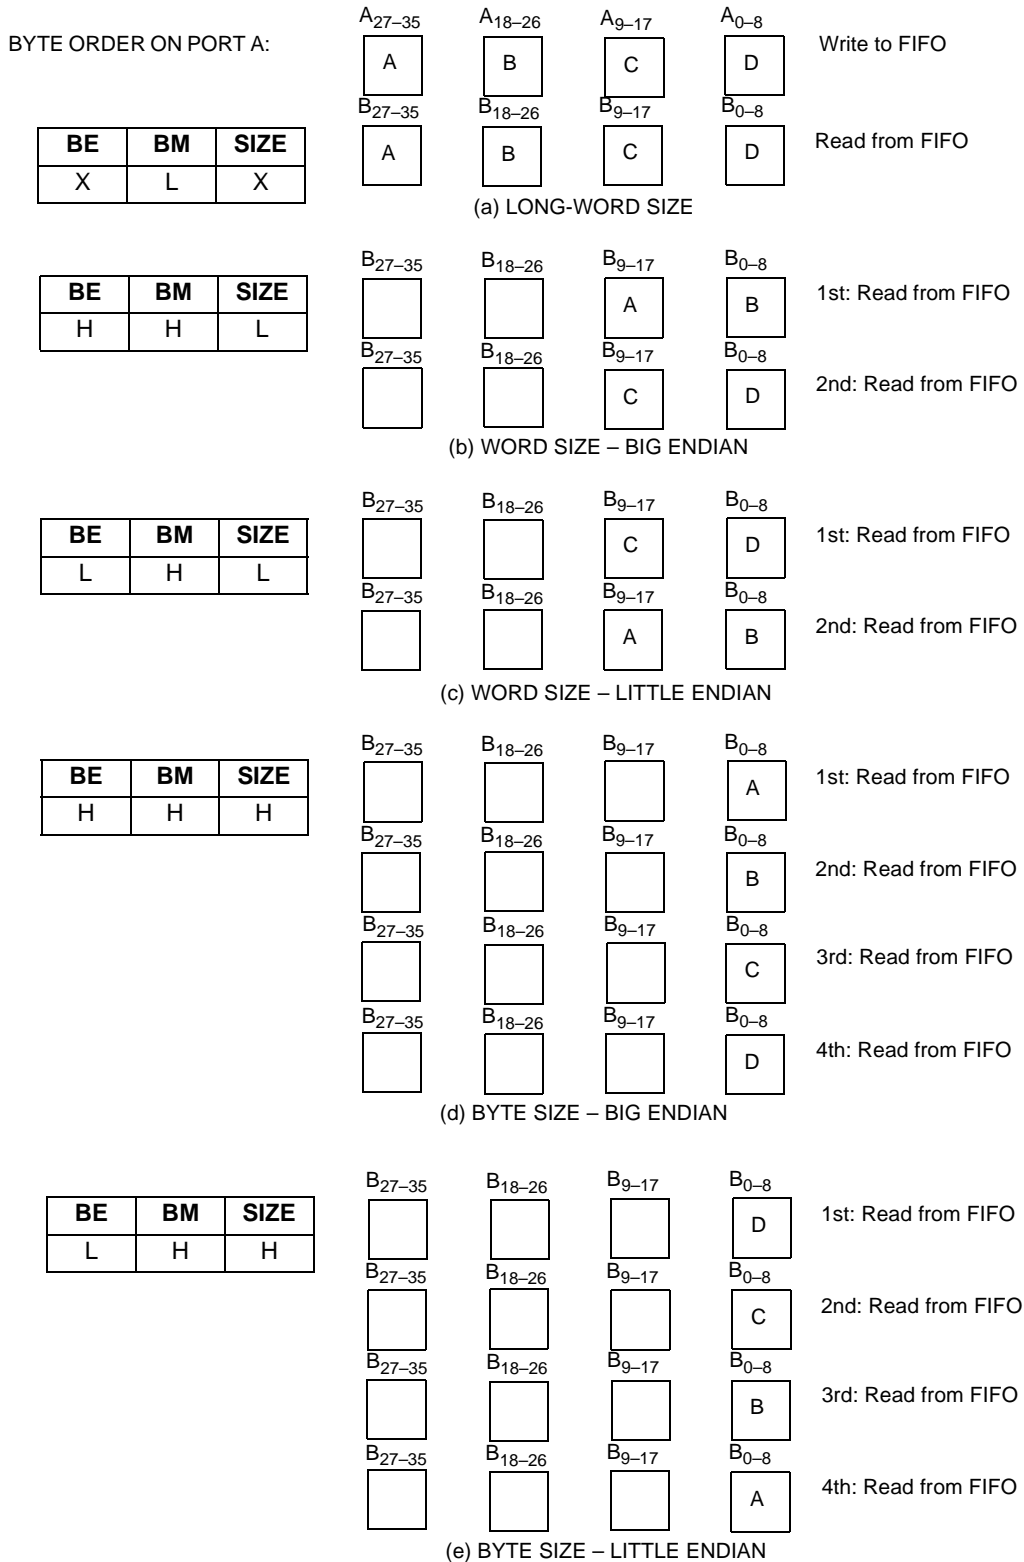 A27–35 A18–26 A9–17 A0–8
BYTE ORDER ON PORT A: A B C D Write to FIFO
B27–35 B18–26 B9–17 B0–8
BE BM SIZE A B C D Read from FIFO
X L X
(a) LONG-WORD SIZE
B27–35 B18–26 B9–17 B0–8
BE BM SIZE A B 1st: Read from FIFO
H H L
B27–35 B18–26 B9–17 B0–8
C D 2nd: Read from FIFO
(b) WORD SIZE – BIG ENDIAN
B27–35 B18–26 B9–17 B0–8
BE BM SIZE C D 1st: Read from FIFO
L H L
B27–35 B18–26 B9–17 B0–8
A B 2nd: Read from FIFO
(c) WORD SIZE – LITTLE ENDIAN
B27–35 B18–26 B9–17 B0–8
BE BM SIZE A 1st: Read from FIFO
H H H
B27–35 B18–26 B9–17 B0–8
B 2nd: Read from FIFO
B27–35 B18–26 B9–17 B0–8
C 3rd: Read from FIFO
B27–35 B18–26 B9–17 B0–8
D 4th: Read from FIFO
(d) BYTE SIZE – BIG ENDIAN
B27–35 B18–26 B9–17 B0–8
BE BM SIZE D 1st: Read from FIFO
L H H
B27–35 B18–26 B9–17 B0–8
C 2nd: Read from FIFO
B27–35 B18–26 B9–17 B0–8
B 3rd: Read from FIFO
B27–35 B18–26 B9–17 B0–8
A 4th: Read from FIFO
(e) BYTE SIZE – LITTLE ENDIAN